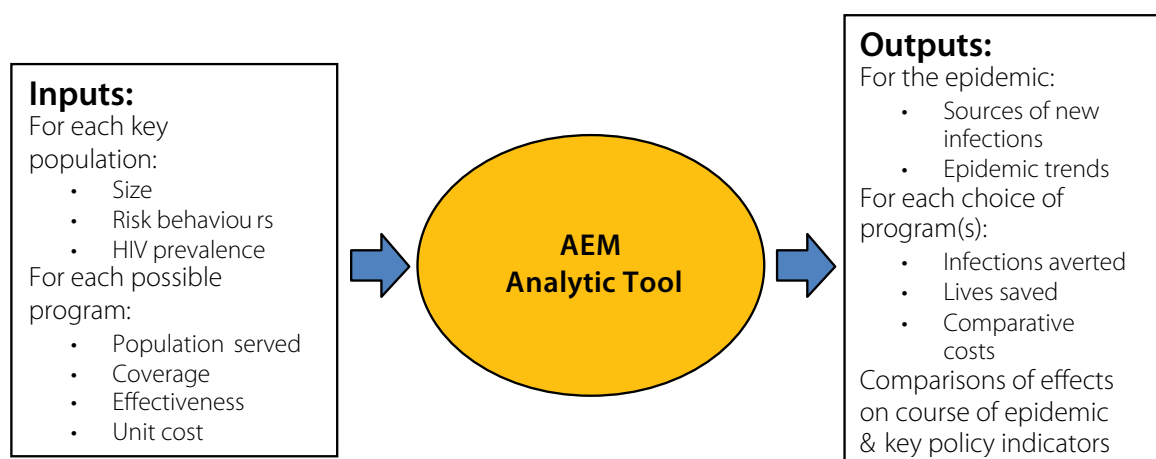 Inputs:
For each key
population:
• Size
• Risk behaviou rs
• HIV prevalence
For each possible
program:
• Population served
• Coverage
• Effectiveness
• Unit cost
AEM
Analytic Tool
Outputs:
For the epidemic:
• Sources of new
infections
• Epidemic trends
For each choice of
program(s):
• Infections averted
• Lives saved
• Comparative
costs
Comparisons of effects
on course of epidemic
& key policy indicators